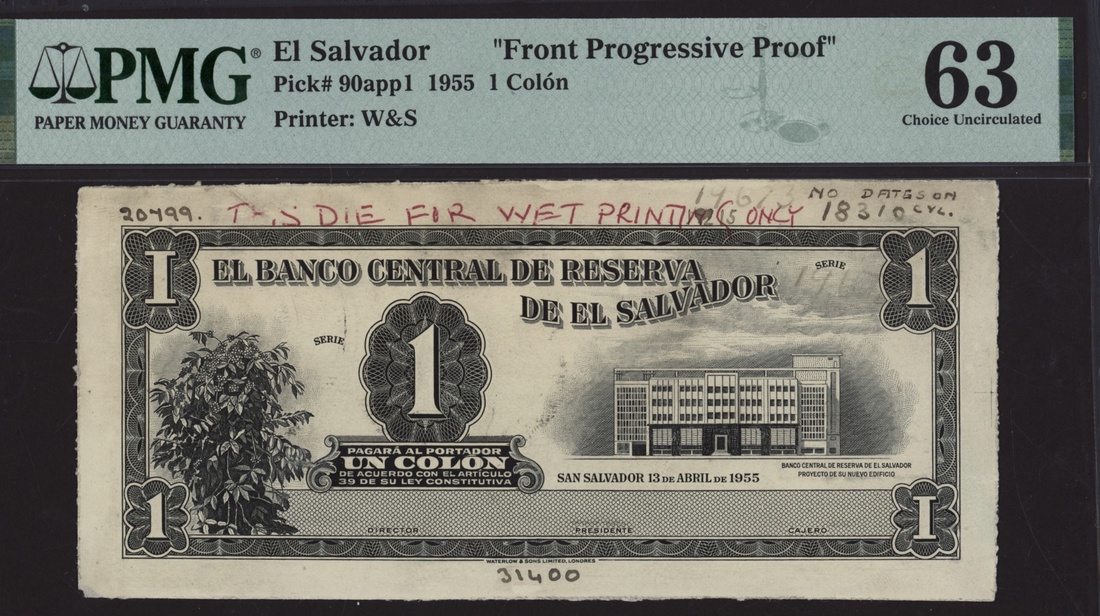 PMG®
PAPER MONEY GUARANTY
El Salvador "Front Progressive Proof"
Pick# 90app1 1955 1 Colón
Printer: W&S
63
Choice Uncirculated
20499. THIS DIE FOR WET PRINTING ONLY
NO DATES ON
18310 CYL.
I
1
EL BANCO CENTRAL DE RESERVA
DE EL SALVADOR
SERIE
SERIE
1
PAGARÁ AL PORTADOR
UN COLON
DE ACUERDO CON EL ARTÍCULO
39 DE SU LEY CONSTITUTIVA
SAN SALVADOR 13 DE ABRIL DE 1955
BANCO CENTRAL DE RESERVA DE EL SALVADOR
PROYECTO DE SU NUEVO EDIFICIO
1
I
DIRECTOR PRESIDENTE CAJERO
WATERLOW & SONS LIMITED, LONDRES
31400